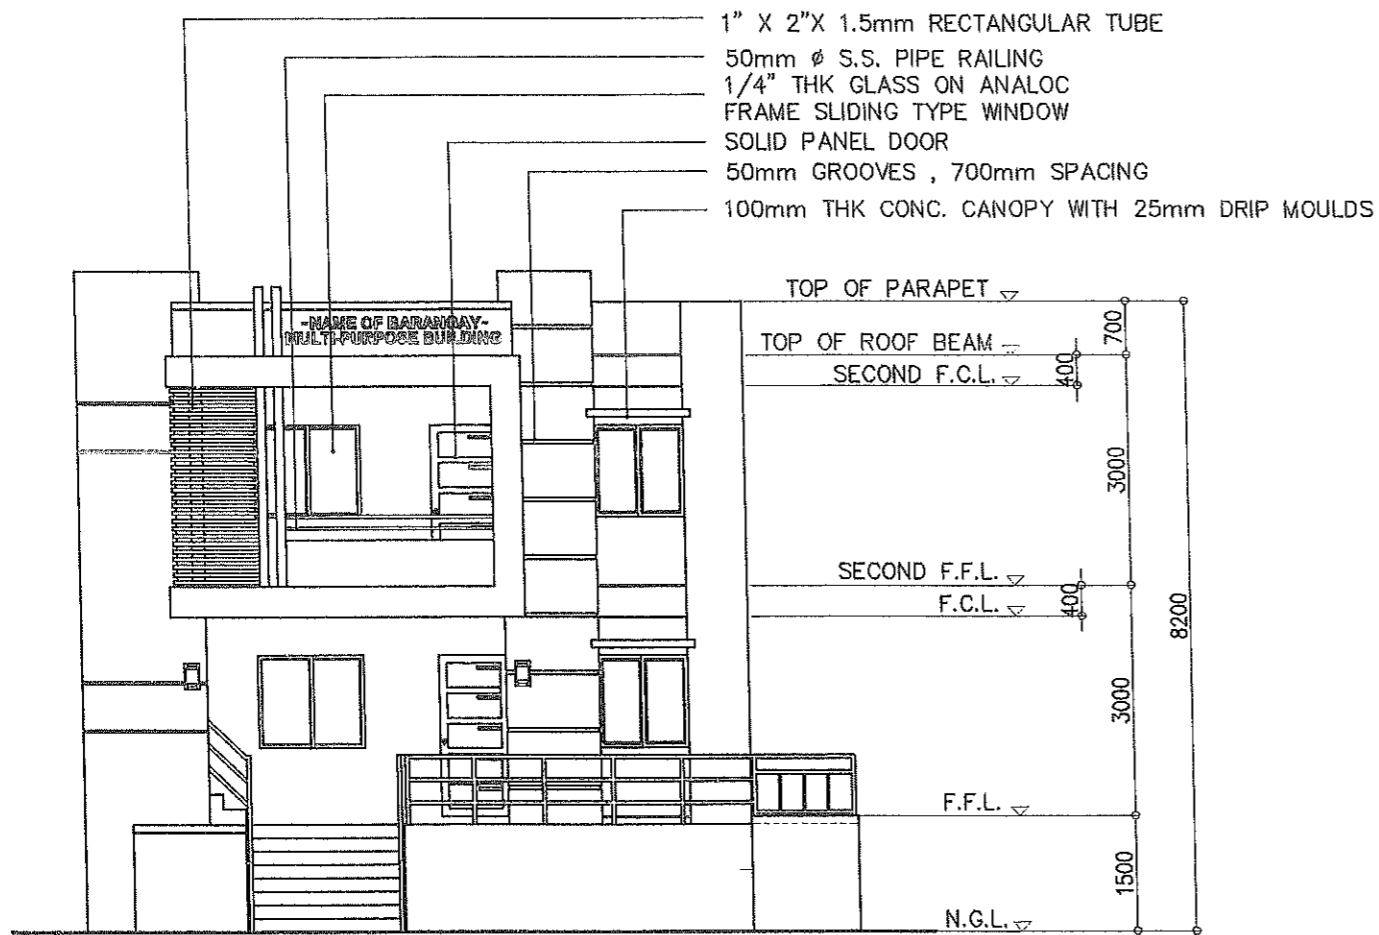 1" X 2"X 1.5mm RECTANGULAR TUBE
50mm ø S.S. PIPE RAILING
1/4" THK GLASS ON ANALOC
FRAME SLIDING TYPE WINDOW
SOLID PANEL DOOR
50mm GROOVES , 700mm SPACING
100mm THK CONC. CANOPY WITH 25mm DRIP MOULDS
TOP OF PARAPET
700
-NAME OF BARANGAY-
MULTI-PURPOSE BUILDING
TOP OF ROOF BEAM
400
SECOND F.C.L.
3000
SECOND F.F.L.
400
F.C.L.
8200
3000
F.F.L.
1500
N.G.L.